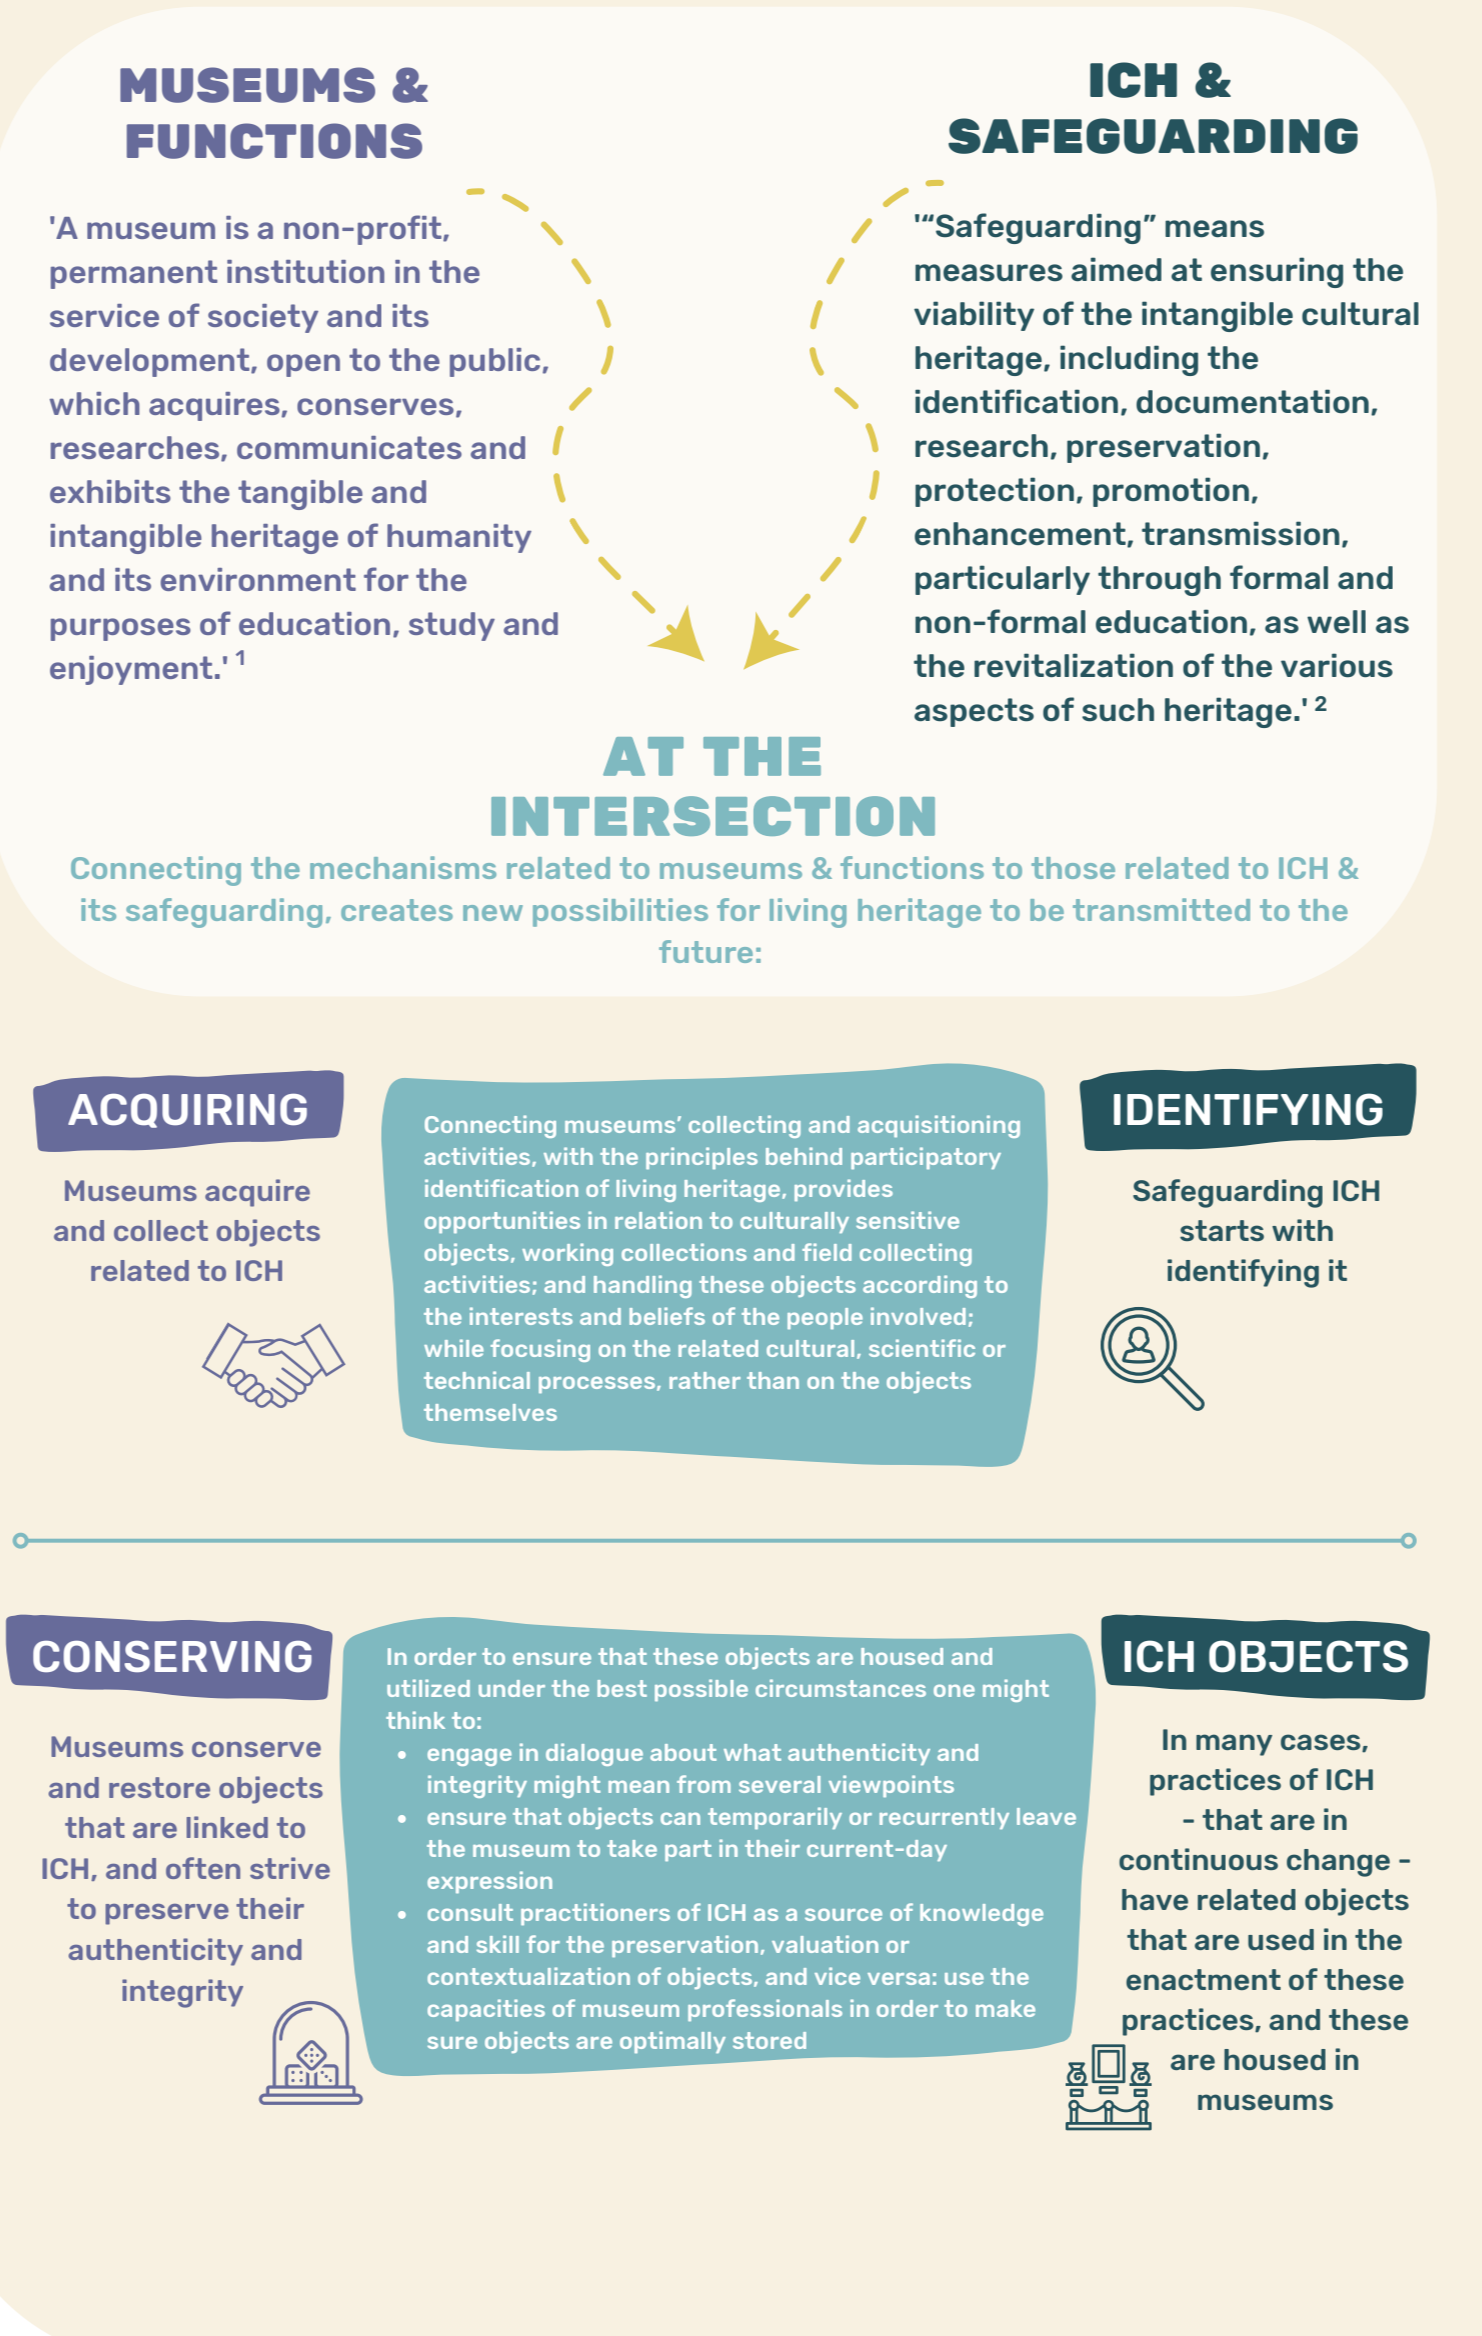 MUSEUMS &
FUNCTIONS
'A museum is a non-profit,
permanent institution in the
service of society and its
development, open to the public,
which acquires, conserves,
researches, communicates and
exhibits the tangible and
intangible heritage of humanity
and its environment for the
purposes of education, study and
enjoyment.' 1
ICH &
SAFEGUARDING
'“Safeguarding” means
measures aimed at ensuring the
viability of the intangible cultural
heritage, including the
identification, documentation,
research, preservation,
protection, promotion,
enhancement, transmission,
particularly through formal and
non-formal education, as well as
the revitalization of the various
aspects of such heritage.' 2
AT THE
INTERSECTION
Connecting the mechanisms related to museums & functions to those related to ICH &
its safeguarding, creates new possibilities for living heritage to be transmitted to the
future:
ACQUIRING
Museums acquire
and collect objects
related to ICH
Connecting museums’ collecting and acquisitioning
activities, with the principles behind participatory
identification of living heritage, provides
opportunities in relation to culturally sensitive
objects, working collections and field collecting
activities; and handling these objects according to
the interests and beliefs of the people involved;
while focusing on the related cultural, scientific or
technical processes, rather than on the objects
themselves
IDENTIFYING
Safeguarding ICH
starts with
identifying it
CONSERVING
Museums conserve
and restore objects
that are linked to
ICH, and often strive
to preserve their
authenticity and
integrity
In order to ensure that these objects are housed and
utilized under the best possible circumstances one might
think to:
• engage in dialogue about what authenticity and
integrity might mean from several viewpoints
• ensure that objects can temporarily or recurrently leave
the museum to take part in their current-day
expression
• consult practitioners of ICH as a source of knowledge
and skill for the preservation, valuation or
contextualization of objects, and vice versa: use the
capacities of museum professionals in order to make
sure objects are optimally stored
ICH OBJECTS
In many cases,
practices of ICH
- that are in
continuous change -
have related objects
that are used in the
enactment of these
practices, and these
are housed in
museums